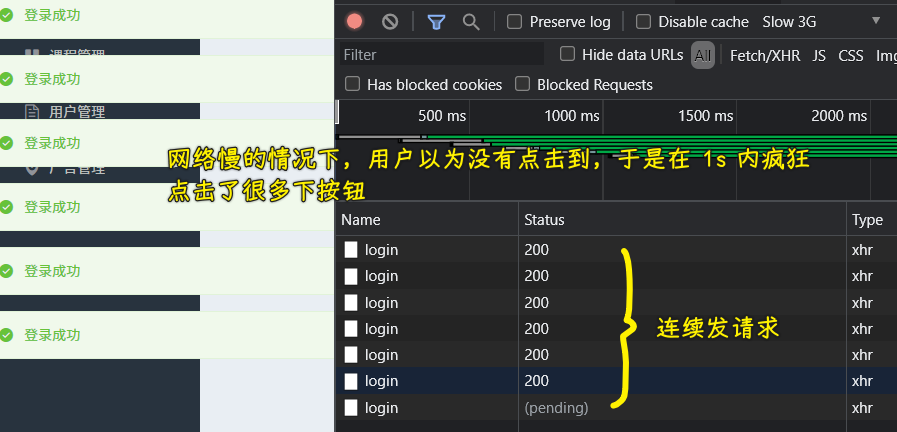 登录成功
课程管理
登录成功
用户管理
登录成功
广告管理
登录成功
登录成功
登录成功
Preserve log
Disable cache
Slow 3G
Filter
Hide data URLs
All
Fetch/XHR
JS
CSS
Img
Has blocked cookies
Blocked Requests
500 ms
1000 ms
1500 ms
2000 ms
网络慢的情况下，用户以为没有点击到，于是在 1s 内疯狂
点击了很多下按钮
Name Status Type
login 200 xhr
login 200 xhr
login 200 xhr
login 200 xhr
login 200 xhr
login 200 xhr
login (pending) xhr
连续发请求